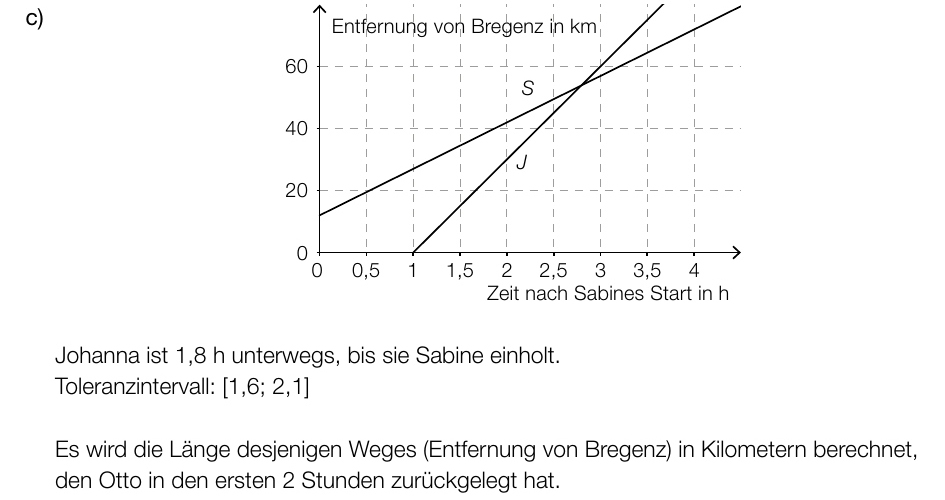 c)
Entfernung von Bregenz in km
60
S
40
J
20
0
0 0,5 1 1,5 2 2,5 3 3,5 4
Zeit nach Sabines Start in h
Johanna ist 1,8 h unterwegs, bis sie Sabine einholt.
Toleranzintervall: [1,6; 2,1]
Es wird die Länge desjenigen Weges (Entfernung von Bregenz) in Kilometern berechnet,
den Otto in den ersten 2 Stunden zurückgelegt hat.